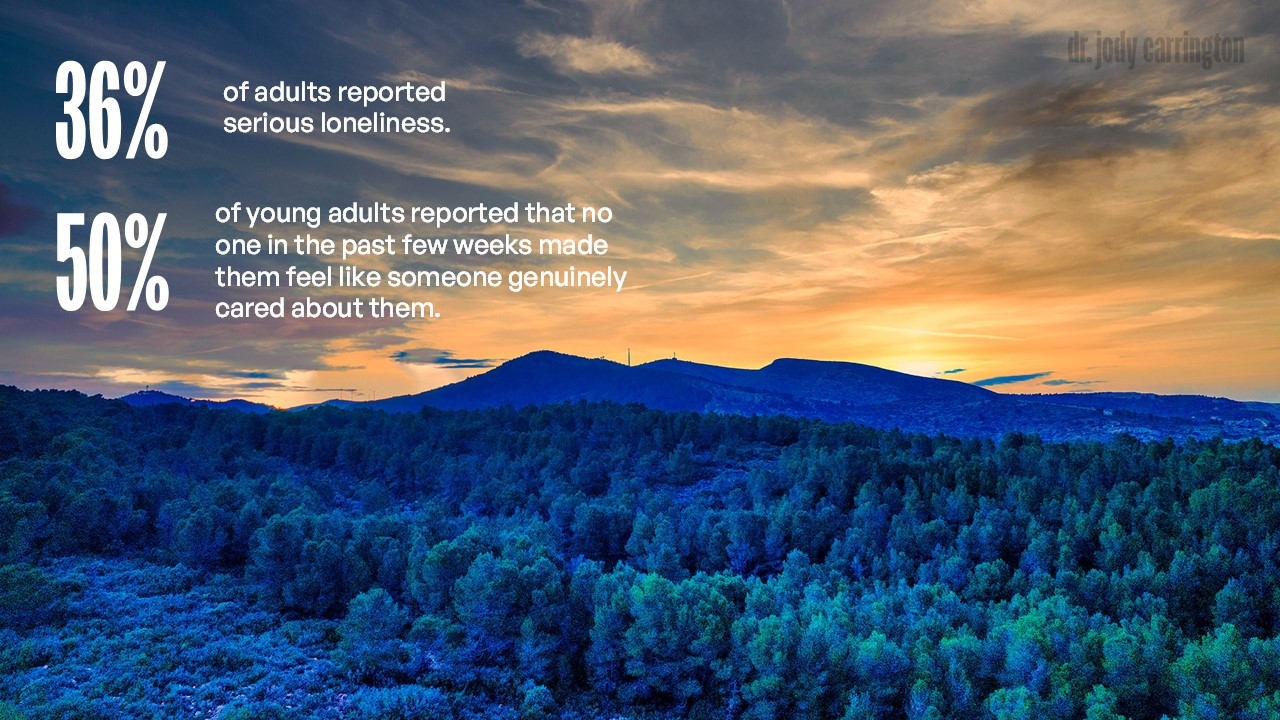 dr. jody carrington
36%
of adults reported
serious loneliness.
50%
of young adults reported that no
one in the past few weeks made
them feel like someone genuinely
cared about them.